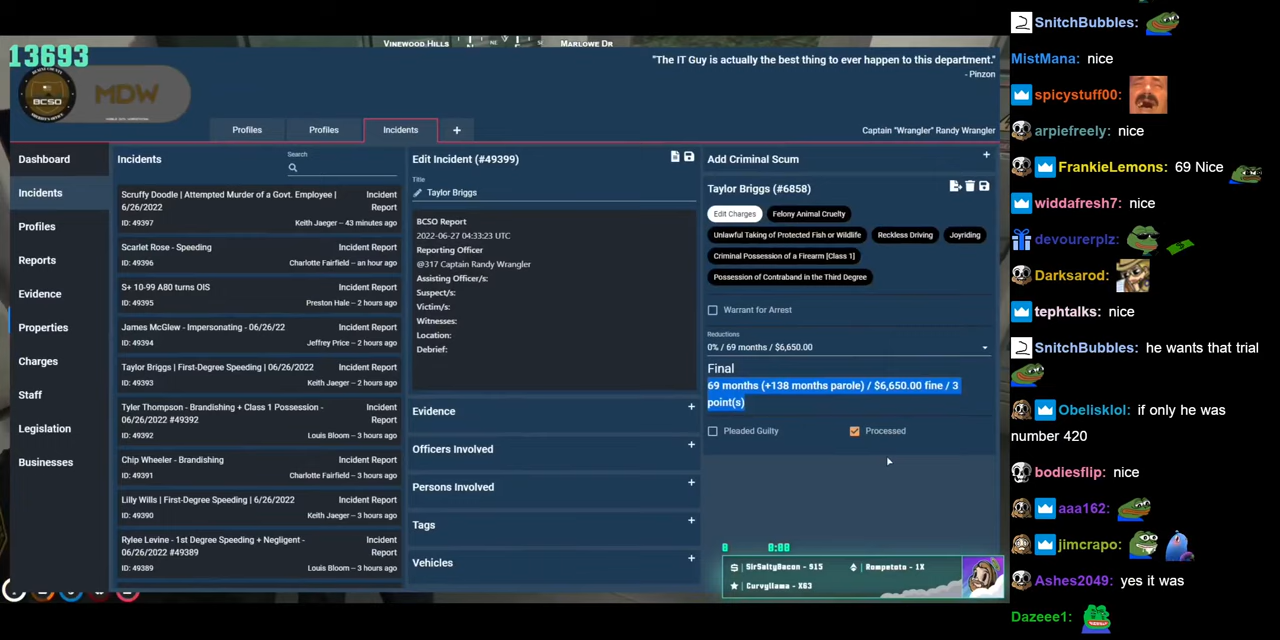 13693
VINEWOOD HILLS
NE
MARLOWE DR
"The IT Guy is actually the best thing to ever happen to this department."
- Pinzon
BCSO
MDW
Profiles
Profiles
Incidents
+
Captain "Wrangler" Randy Wrangler
Dashboard
Incidents
Profiles
Reports
Evidence
Properties
Charges
Staff
Legislation
Businesses
Incidents
Search
Scruffy Doodle | Attempted Murder of a Govt. Employee |
6/26/2022
Incident
Report
ID: 49397
Keith Jaeger – 43 minutes ago
Scarlet Rose - Speeding
Incident
Report
ID: 49396
Charlotte Fairfield – an hour ago
S+ 10-99 A80 turns OIS
Incident
Report
ID: 49395
Preston Hale – 2 hours ago
James McGlew - Impersonating - 06/26/22
Incident
Report
ID: 49394
Jeffrey Price – 2 hours ago
Taylor Briggs | First-Degree Speeding | 06/26/2022
Incident
Report
ID: 49393
Keith Jaeger – 2 hours ago
Tyler Thompson - Brandishing + Class 1 Possession -
06/26/2022 #49392
Incident
Report
ID: 49392
Louis Bloom – 3 hours ago
Chip Wheeler - Brandishing
Incident
Report
ID: 49391
Charlotte Fairfield – 3 hours ago
Lilly Wills | First-Degree Speeding | 6/26/2022
Incident
Report
ID: 49390
Keith Jaeger – 3 hours ago
Rylee Levine - 1st Degree Speeding + Negligent -
06/26/2022 #49389
Incident
Report
ID: 49389
Louis Bloom – 3 hours ago
Edit Incident (#49399)
Title
Taylor Briggs
BCSO Report
2022-06-27 04:33:23 UTC
Reporting Officer
@317 Captain Randy Wrangler
Assisting Officer/s:
Suspect/s:
Victim/s:
Witnesses:
Location:
Debrief:
Evidence +
Officers Involved +
Persons Involved +
Tags +
Vehicles +
Add Criminal Scum +
Taylor Briggs (#6858)
Edit Charges
Felony Animal Cruelty
Unlawful Taking of Protected Fish or Wildlife
Reckless Driving
Joyriding
Criminal Possession of a Firearm [Class 1]
Possession of Contraband in the Third Degree
Warrant for Arrest
Reductions
0% / 69 months / $6,650.00
Final
69 months (+138 months parole) / $6,650.00 fine / 3
point(s)
Pleaded Guilty
Processed
0
0:00
SirSaltyBacon - $15
Rompetoto - 1X
Curvyllama - X63
SnitchBubbles:
MistMana: nice
spicystuff00:
arpiefreely: nice
FrankieLemons: 69 Nice
widdafresh7: nice
devourerplz:
Darksarod:
tephtalks: nice
SnitchBubbles: he wants that trial
Obelisklol: if only he was
number 420
bodiesflip: nice
aaa162:
jimcrapo:
Ashes2049: yes it was
Dazeee1: